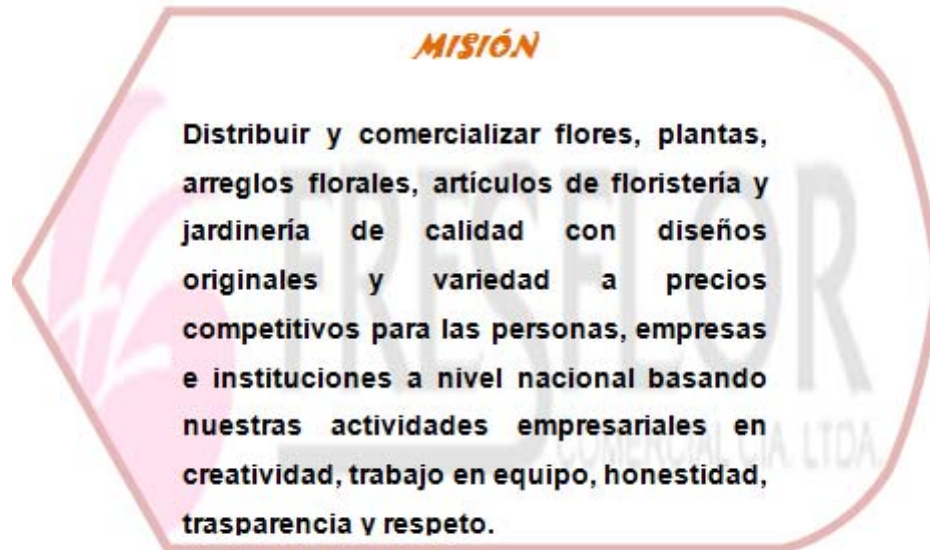 MISIÓN
Distribuir y comercializar flores, plantas,
arreglos florales, artículos de floristería y
jardinería de calidad con diseños
originales y variedad a precios
competitivos para las personas, empresas
e instituciones a nivel nacional basando
nuestras actividades empresariales en
creatividad, trabajo en equipo, honestidad,
trasparencia y respeto.
FRESFLOR
COMERCIAL CIA. LTDA.